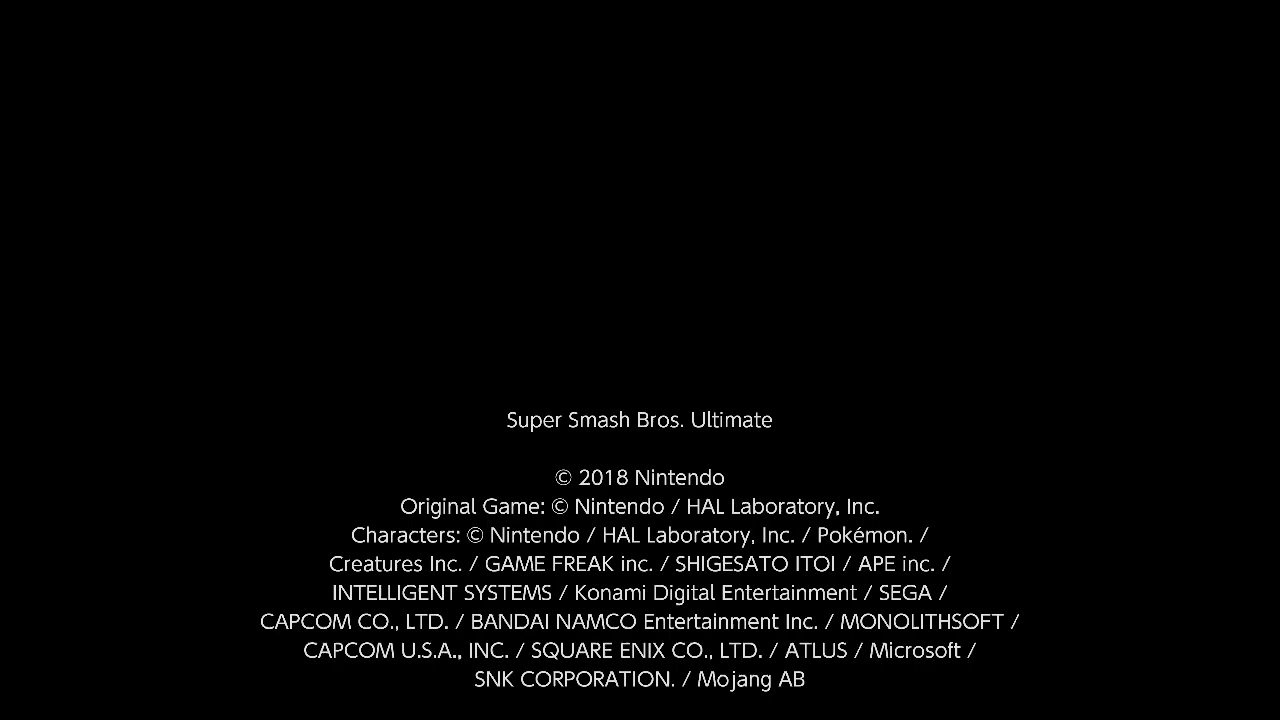 Super Smash Bros. Ultimate
© 2018 Nintendo
Original Game: © Nintendo / HAL Laboratory, Inc.
Characters: © Nintendo / HAL Laboratory, Inc. / Pokémon. /
Creatures Inc. / GAME FREAK inc. / SHIGESATO ITOI / APE inc. /
INTELLIGENT SYSTEMS / Konami Digital Entertainment / SEGA /
CAPCOM CO., LTD. / BANDAI NAMCO Entertainment Inc. / MONOLITHSOFT /
CAPCOM U.S.A., INC. / SQUARE ENIX CO., LTD. / ATLUS / Microsoft /
SNK CORPORATION. / Mojang AB